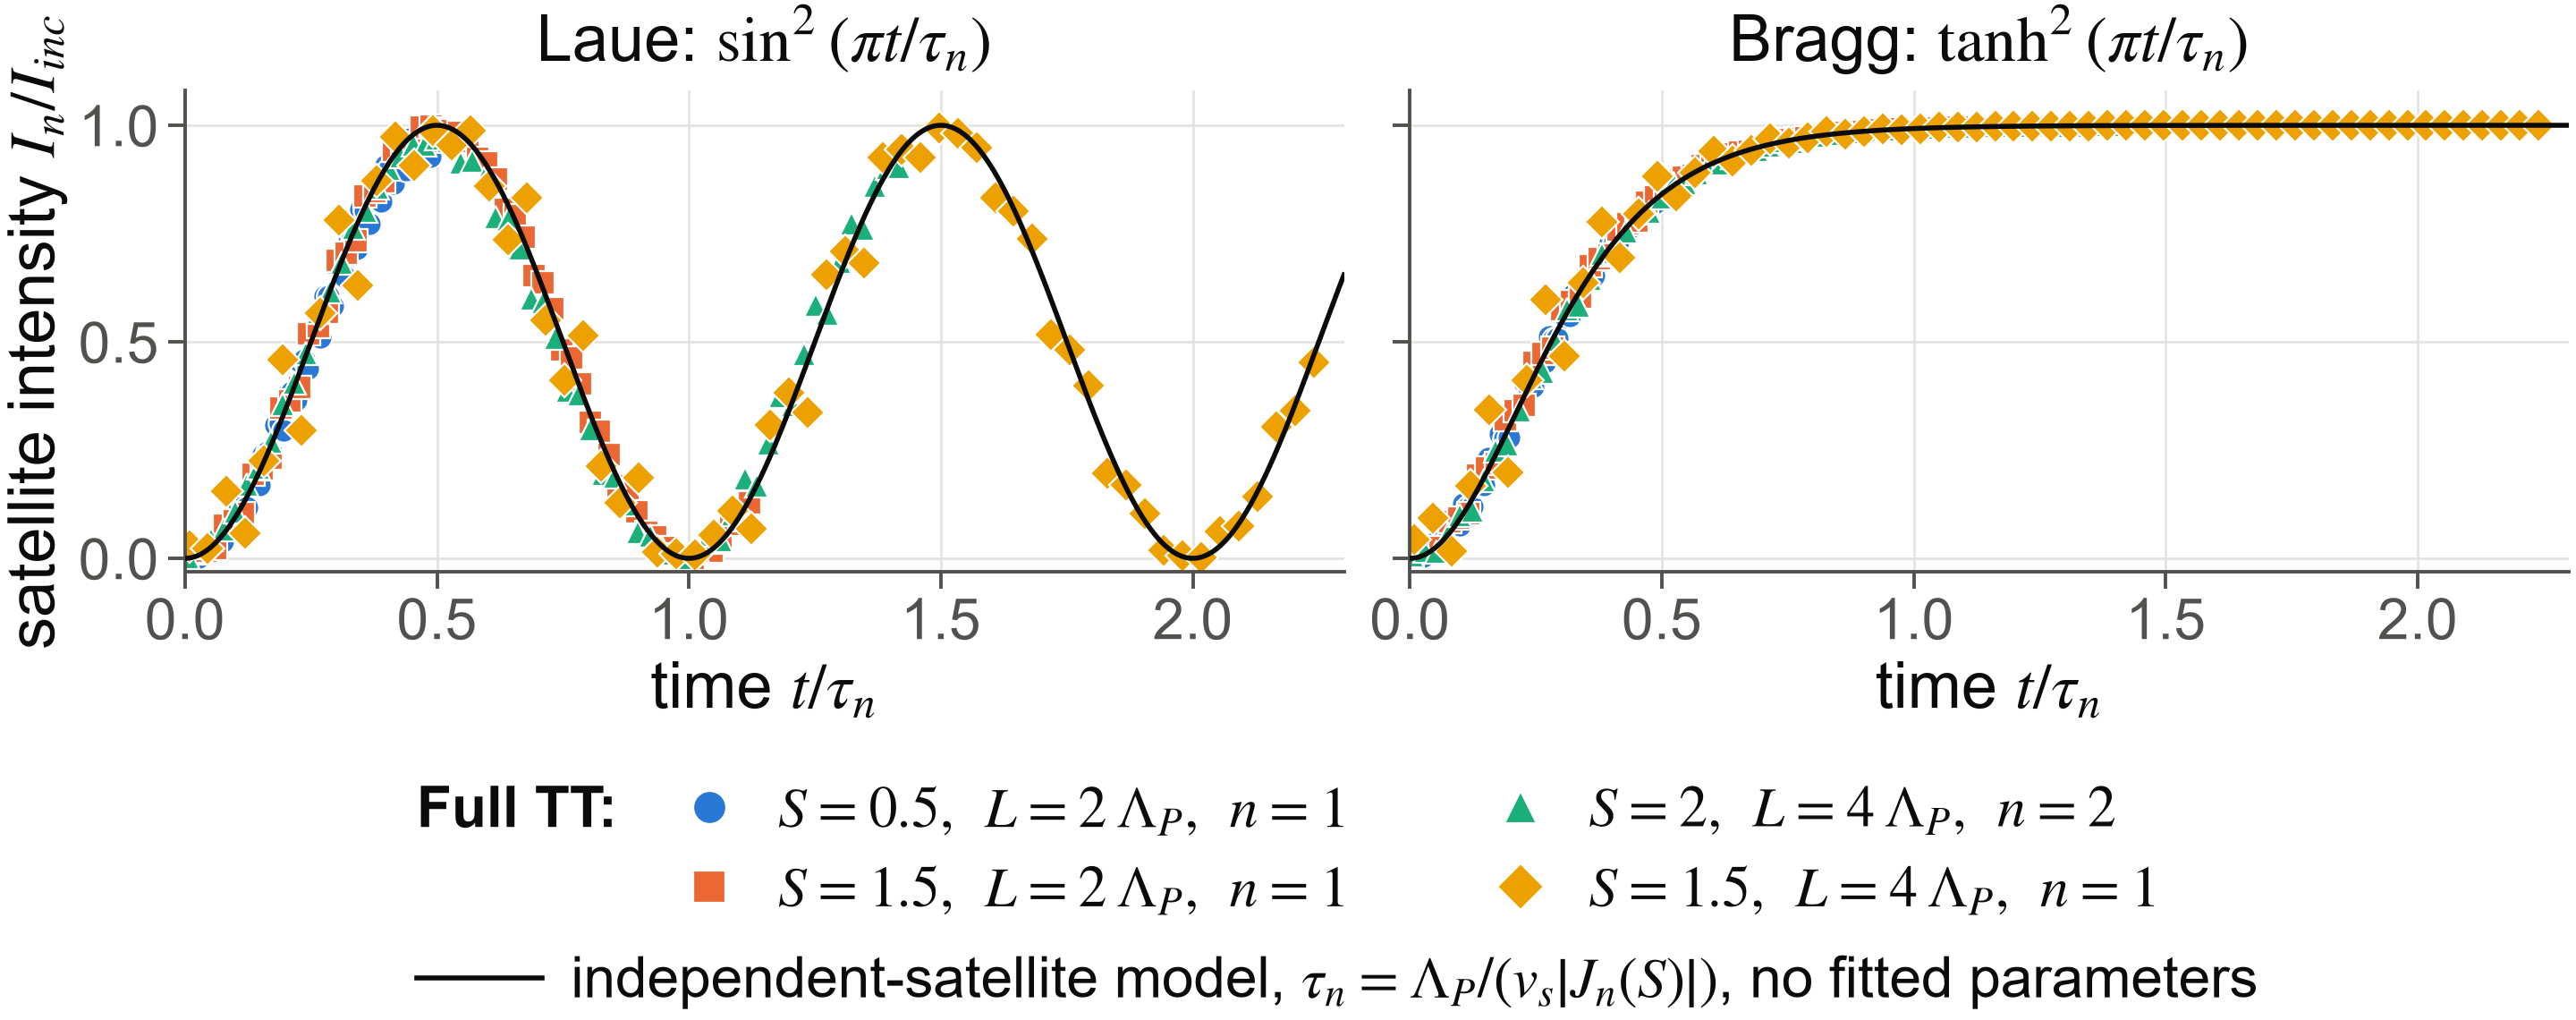 Laue: sin² (πt/τₙ)
Bragg: tanh² (πt/τₙ)
satellite intensity Iₙ/I_inc
1.0
0.5
0.0
0.0 0.5 1.0 1.5 2.0
0.0 0.5 1.0 1.5 2.0
time t/τₙ
time t/τₙ
Full TT:
S = 0.5, L = 2 Λ_P, n = 1
S = 2, L = 4 Λ_P, n = 2
S = 1.5, L = 2 Λ_P, n = 1
S = 1.5, L = 4 Λ_P, n = 1
independent-satellite model, τₙ = Λ_P/(vₛ|Jₙ(S)|), no fitted parameters